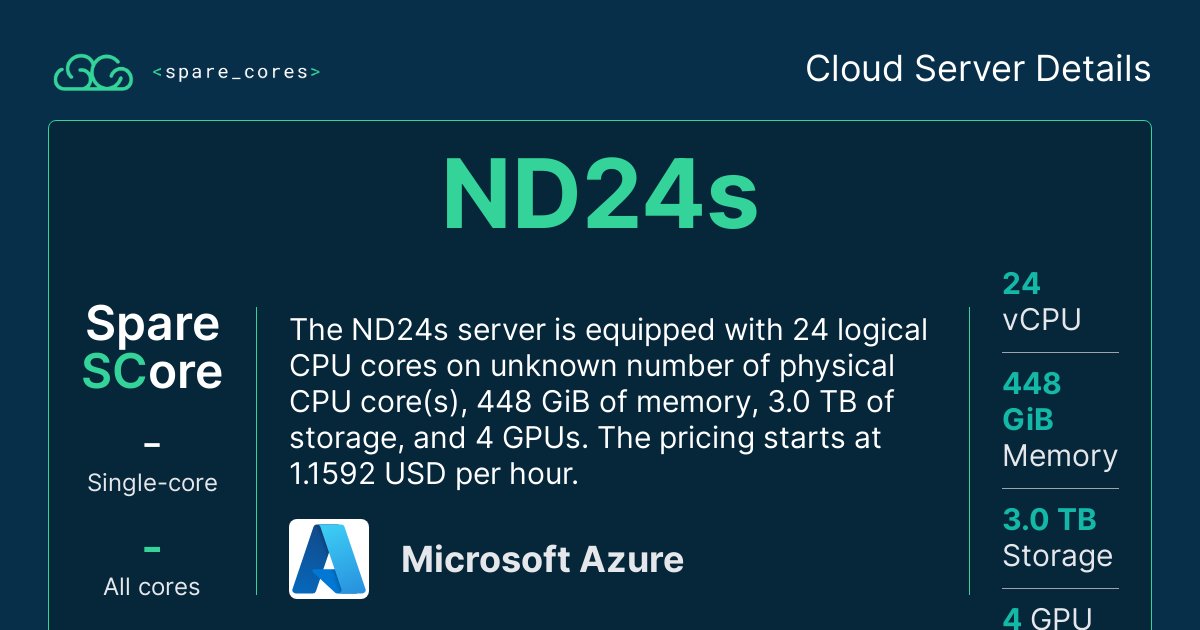 <spare_cores>
Cloud Server Details
ND24s
Spare
SCore
-
Single-core
-
All cores
The ND24s server is equipped with 24 logical
CPU cores on unknown number of physical
CPU core(s), 448 GiB of memory, 3.0 TB of
storage, and 4 GPUs. The pricing starts at
1.1592 USD per hour.
Microsoft Azure
24
vCPU
448
GiB
Memory
3.0 TB
Storage
4 GPU